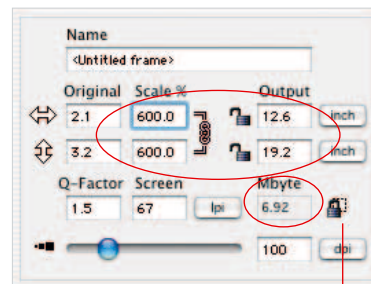 Name
<Untitled frame>
Original Scale % Output
2.1 600.0 12.6 inch
3.2 600.0 19.2 inch
Q-Factor Screen Mbyte
1.5 67 lpi 6.92
100 dpi